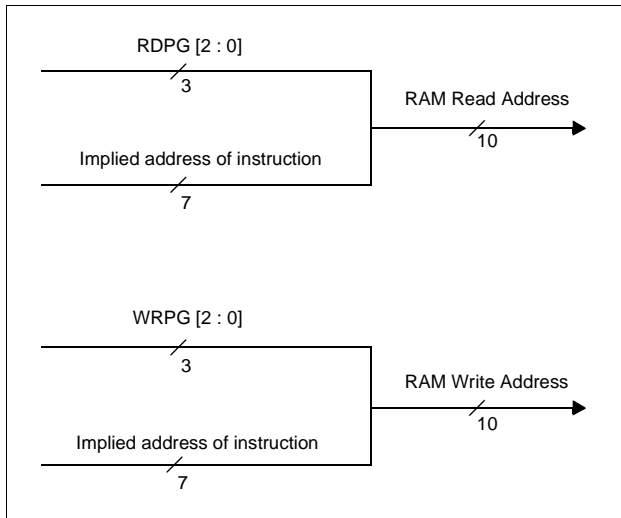 RDPG [2 : 0]
3
RAM Read Address
10
Implied address of instruction
7
WRPG [2 : 0]
3
RAM Write Address
10
Implied address of instruction
7